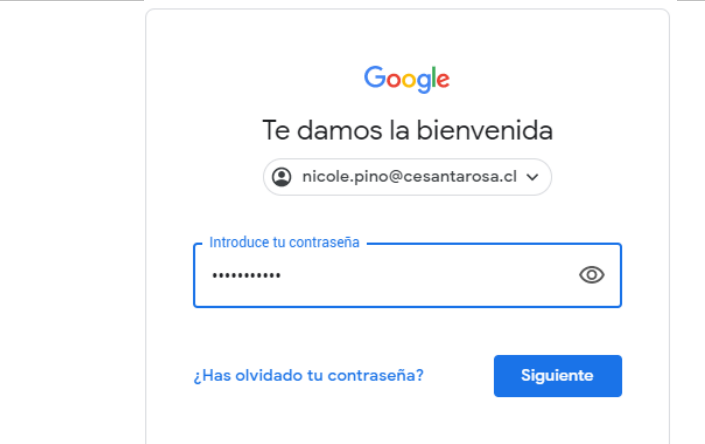 Google
Te damos la bienvenida
nicole.pino@cesantarosa.cl
Introduce tu contraseña
•••••••••••
¿Has olvidado tu contraseña?
Siguiente